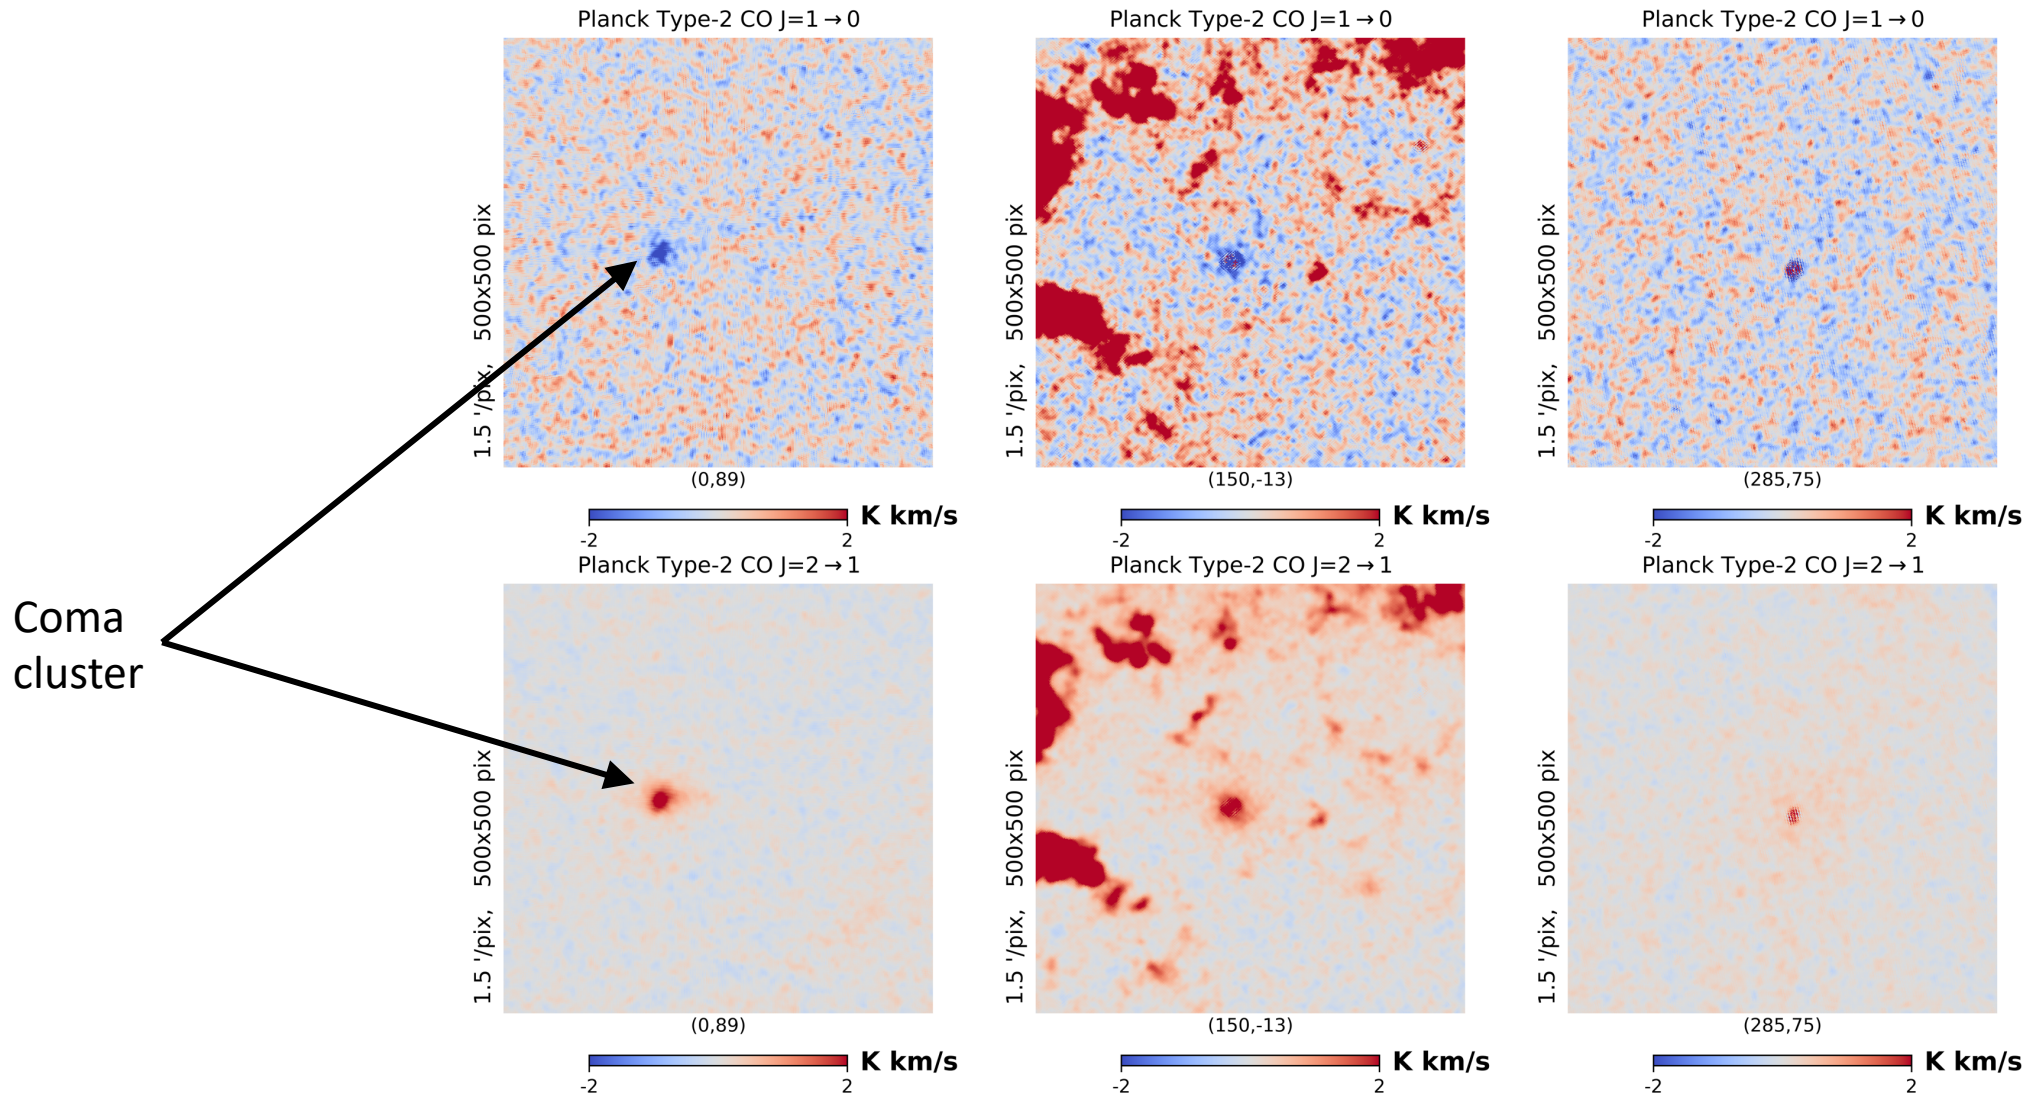 Planck Type-2 CO J=1→0
Planck Type-2 CO J=1→0
Planck Type-2 CO J=1→0
1.5 '/pix, 500x500 pix
1.5 '/pix, 500x500 pix
1.5 '/pix, 500x500 pix
(0,89)
(150,-13)
(285,75)
-2 2 K km/s
-2 2 K km/s
-2 2 K km/s
Coma
cluster
Planck Type-2 CO J=2→1
Planck Type-2 CO J=2→1
Planck Type-2 CO J=2→1
1.5 '/pix, 500x500 pix
1.5 '/pix, 500x500 pix
1.5 '/pix, 500x500 pix
(0,89)
(150,-13)
(285,75)
-2 2 K km/s
-2 2 K km/s
-2 2 K km/s